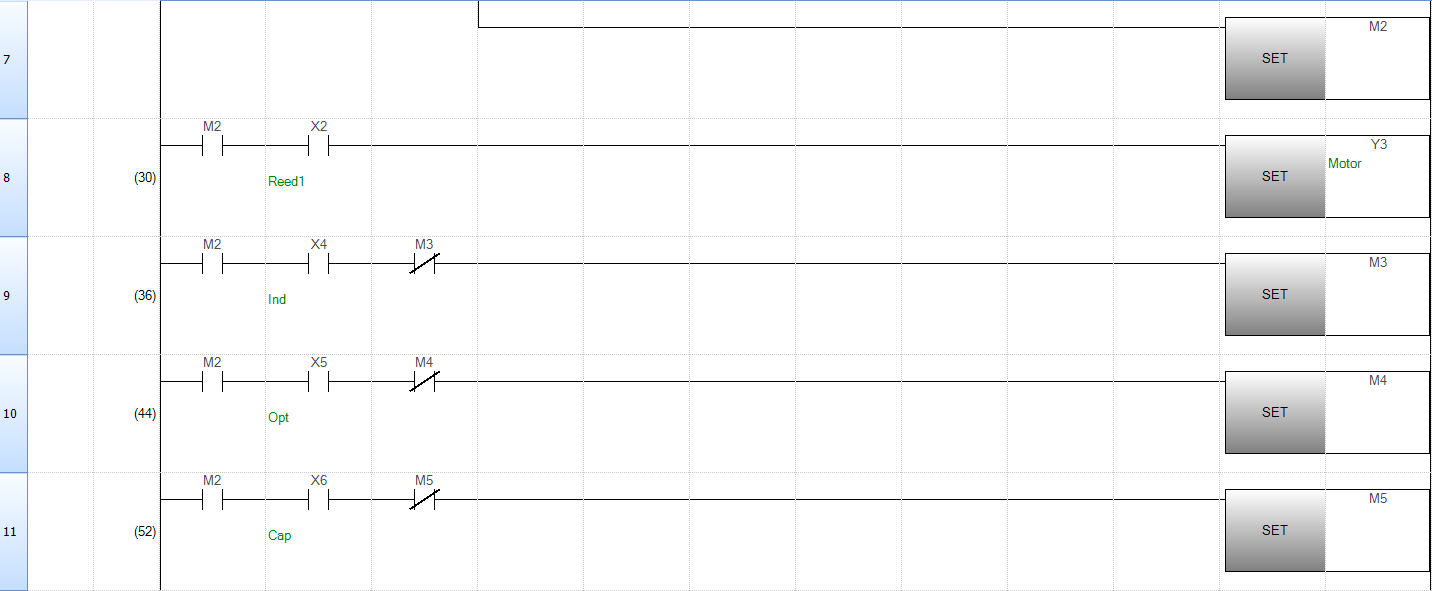 M2
7
SET
M2
X2
Y3
Motor
8
(30)
Reed1
SET
M2
X4
M3
M3
9
(36)
Ind
SET
M2
X5
M4
M4
10
(44)
Opt
SET
M2
X6
M5
M5
11
(52)
Cap
SET